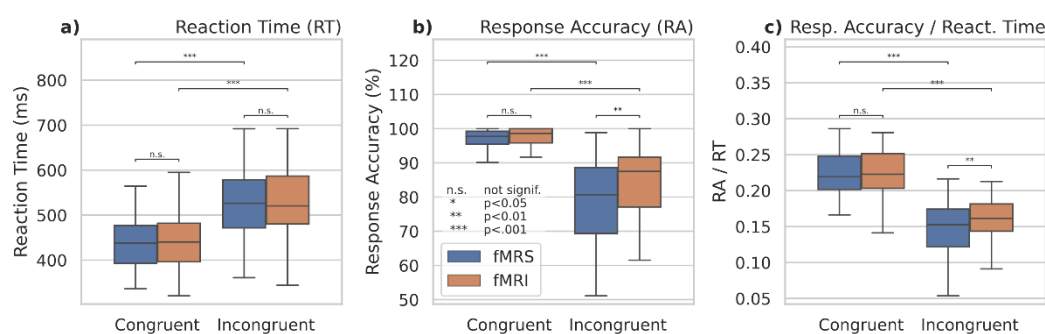 a) Reaction Time (RT)
Reaction Time (ms)
800
700
600
500
400
***
***
n.s.
n.s.
Congruent Incongruent
b) Response Accuracy (RA)
Response Accuracy (%)
120
110
100
90
80
70
60
50
***
***
n.s.
**
n.s. not signif.
* p<0.05
** p<0.01
*** p<.001
fMRS
fMRI
Congruent Incongruent
c) Resp. Accuracy / React. Time
RA / RT
0.40
0.35
0.30
0.25
0.20
0.15
0.10
0.05
***
***
n.s.
**
Congruent Incongruent